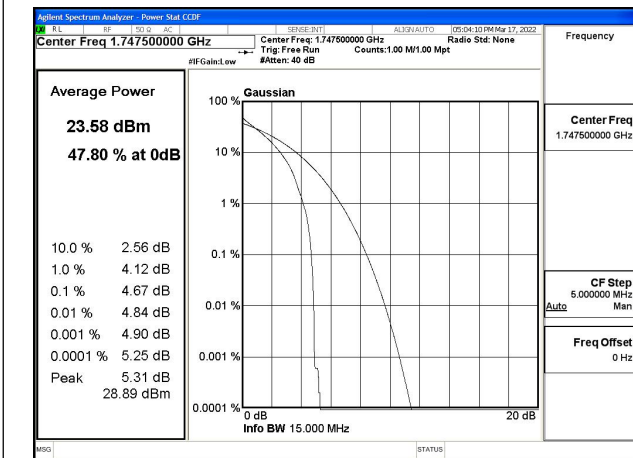 Agilent Spectrum Analyzer - Power Stat CCDF
RL RF 50 Ω AC SENSE:INT ALIGN AUTO 05:04:10 PM Mar 17, 2022
Center Freq 1.747500000 GHz
Center Freq: 1.747500000 GHz Radio Std: None
Trig: Free Run Counts:1.00 M/1.00 Mpt
#IFGain:Low #Atten: 40 dB
Frequency
Average Power
23.58 dBm
47.80 % at 0dB
10.0 % 2.56 dB
1.0 % 4.12 dB
0.1 % 4.67 dB
0.01 % 4.84 dB
0.001 % 4.90 dB
0.0001 % 5.25 dB
Peak 5.31 dB
28.89 dBm
Gaussian
100 %
10 %
1 %
0.1 %
0.01 %
0.001 %
0.0001 %
0 dB 20 dB
Info BW 15.000 MHz
Center Freq
1.747500000 GHz
CF Step
5.000000 MHz
Auto Man
Freq Offset
0 Hz
MSG STATUS